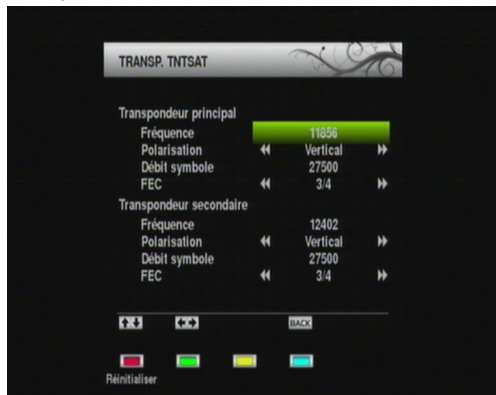 TRANSP. TNTSAT
Transpondeur principal
Fréquence 11856
Polarisation Vertical
Débit symbole 27500
FEC 3/4
Transpondeur secondaire
Fréquence 12402
Polarisation Vertical
Débit symbole 27500
FEC 3/4
BACK
Réinitialiser